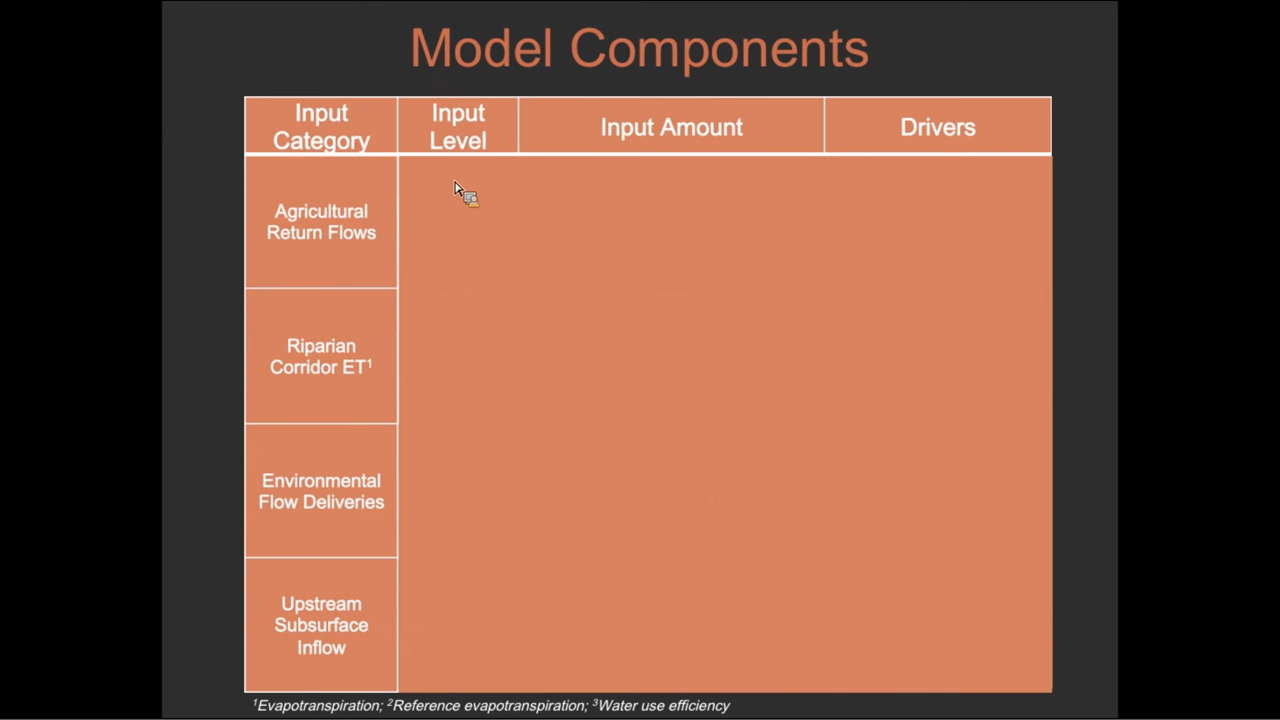 Model Components
Input
Category
Input
Level
Input Amount
Drivers
Agricultural
Return Flows
Riparian
Corridor ET¹
Environmental
Flow Deliveries
Upstream
Subsurface
Inflow
¹Evapotranspiration; ²Reference evapotranspiration; ³Water use efficiency